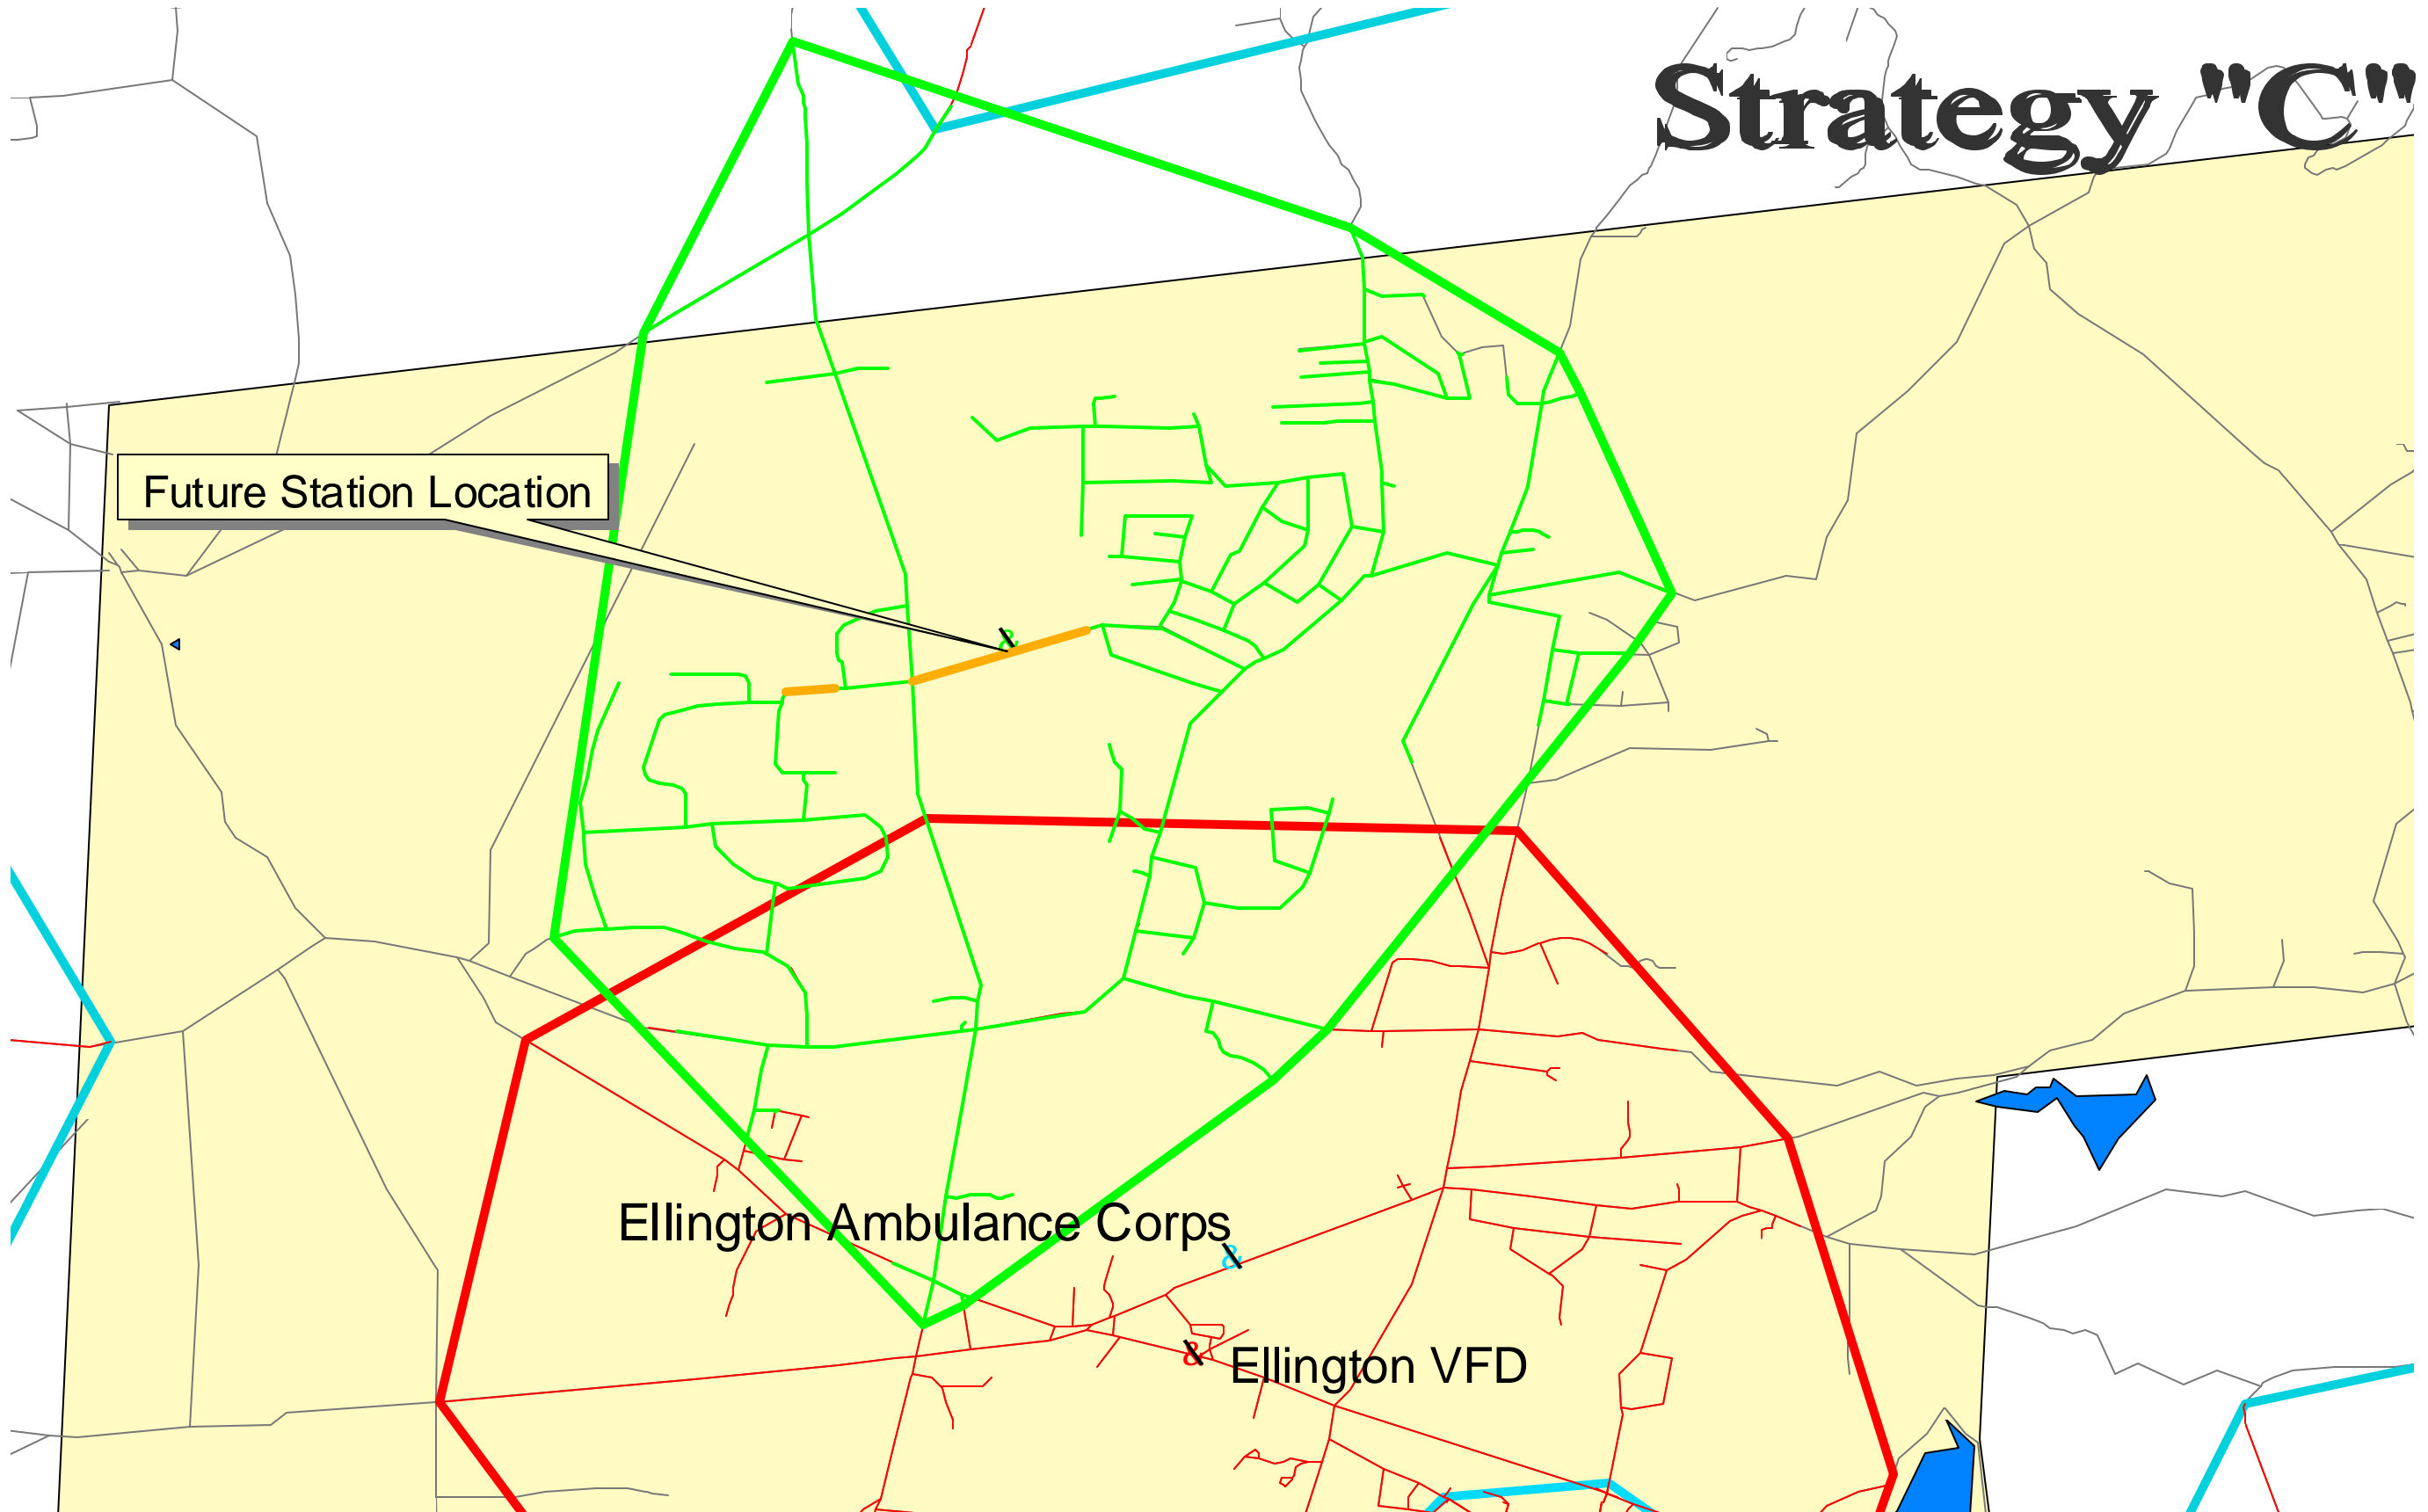 Strategy "C"
Future Station Location
&
Ellington Ambulance Corps
&
&
Ellington VFD